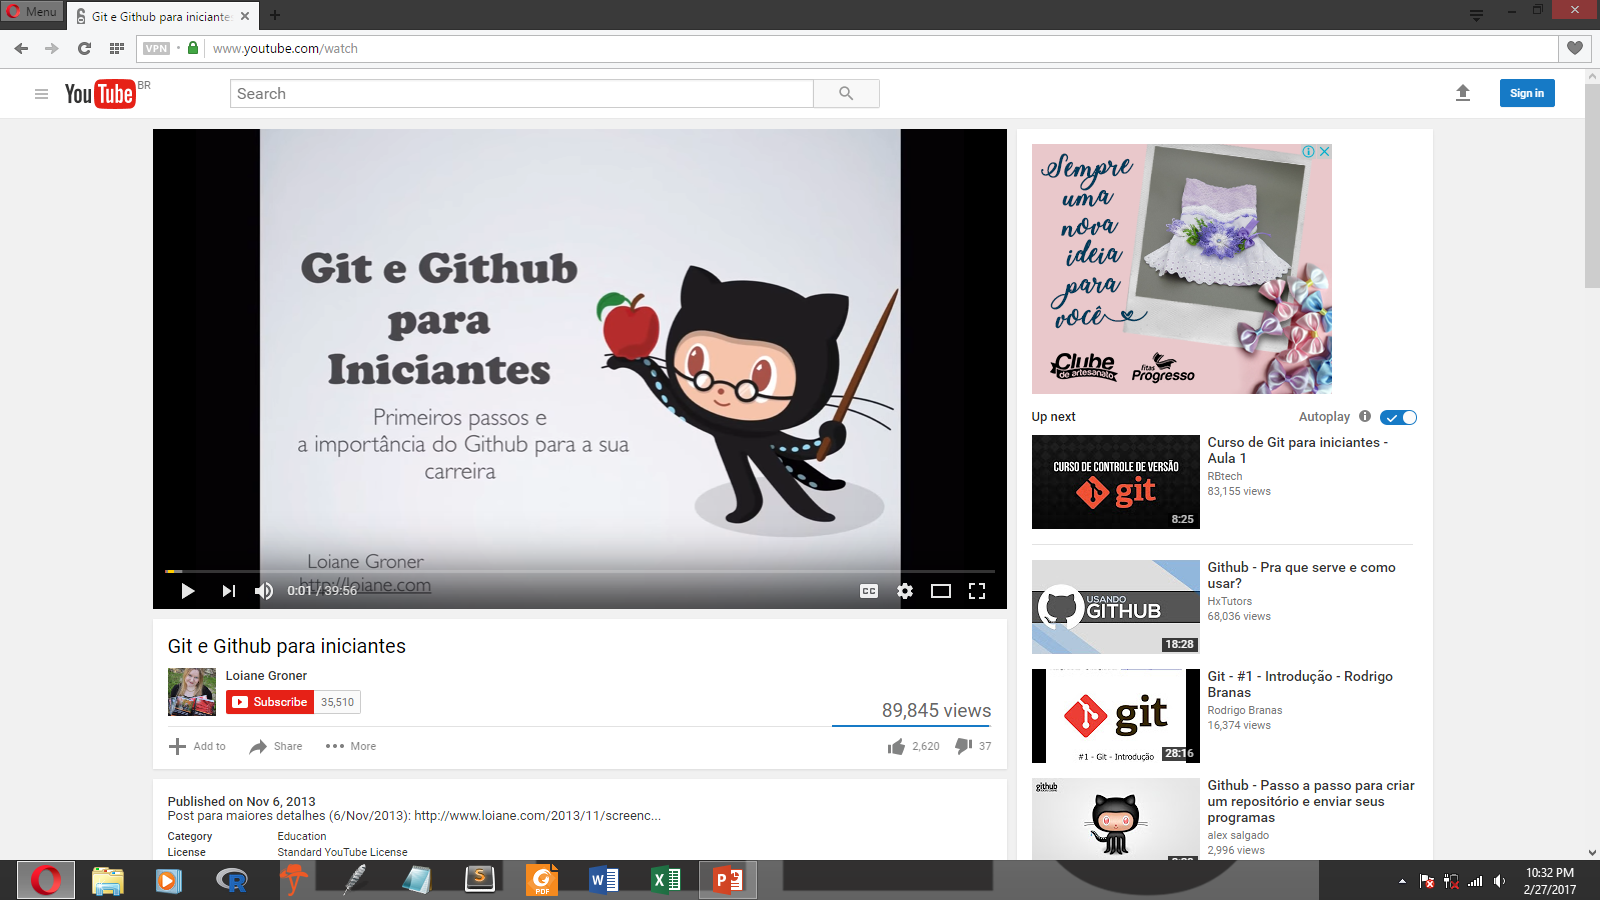 Menu
Git e Github para iniciante
VPN
www.youtube.com/watch
YouTube BR
Search
Sign in
Git e Github
para
Iniciantes
Primeiros passos e
a importância do Github para a sua
carreira
Loiane Groner
http://loiane.com
0:01 / 39:56
CC
Git e Github para iniciantes
Loiane Groner
Subscribe 35,510
89,845 views
Add to
Share
More
2,620
37
Published on Nov 6, 2013
Post para maiores detalhes (6/Nov/2013): http://www.loiane.com/2013/11/screenc...
Category Education
License Standard YouTube License
Sempre
uma
nova
ideia
para
você
Clube
de artesanato
fitas
Progresso
Up next
Autoplay
CURSO DE CONTROLE DE VERSÃO
git
8:25
Curso de Git para iniciantes -
Aula 1
RBtech
83,155 views
USANDO
GITHUB
18:28
Github - Pra que serve e como
usar?
HxTutors
68,036 views
git
#1 - Git - Introdução
28:16
Git - #1 - Introdução - Rodrigo
Branas
Rodrigo Branas
16,374 views
github
Github - Passo a passo para criar
um repositório e enviar seus
programas
alex salgado
2,996 views
PDF
10:32 PM
2/27/2017